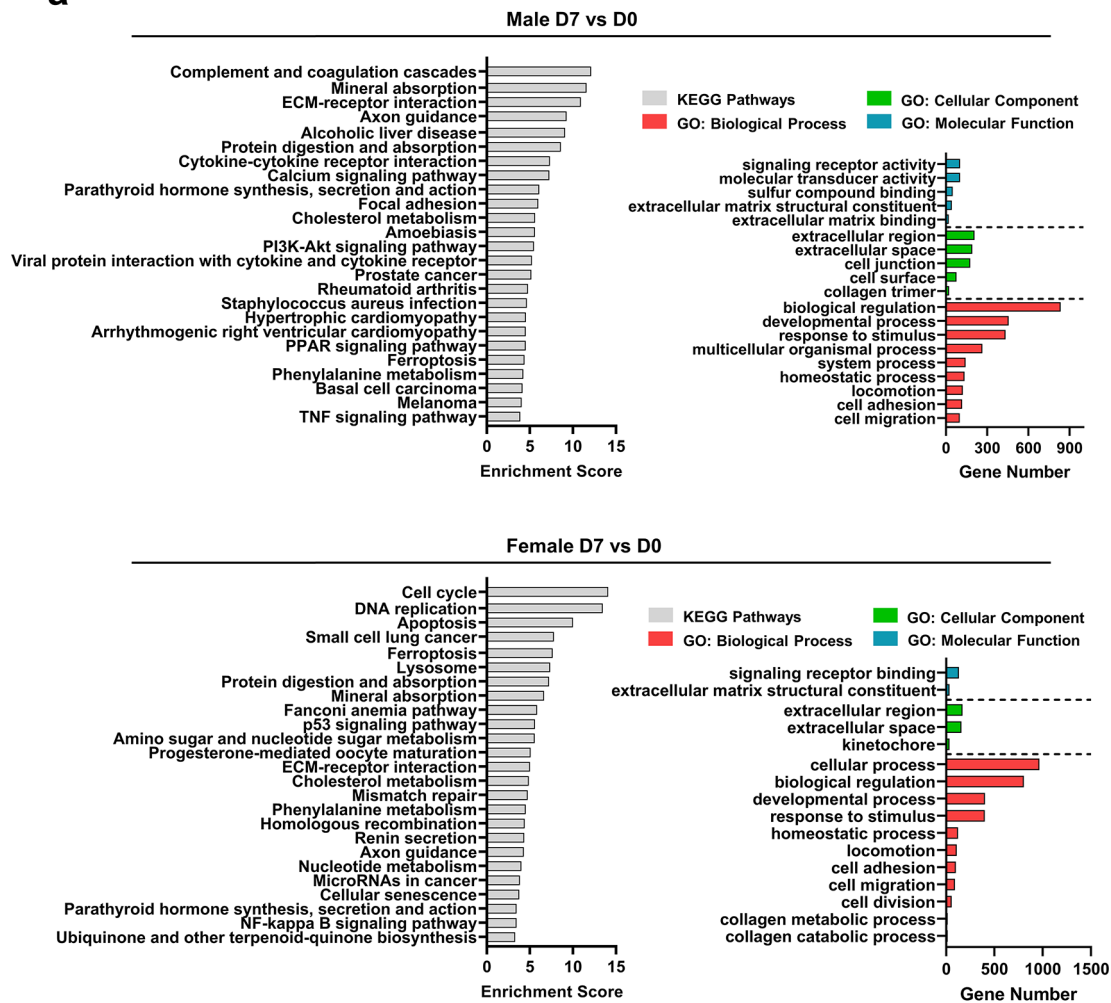 a
Male D7 vs D0
Complement and coagulation cascades
Mineral absorption
ECM-receptor interaction
Axon guidance
Alcoholic liver disease
Protein digestion and absorption
Cytokine-cytokine receptor interaction
Calcium signaling pathway
Parathyroid hormone synthesis, secretion and action
Focal adhesion
Cholesterol metabolism
Amoebiasis
PI3K-Akt signaling pathway
Viral protein interaction with cytokine and cytokine receptor
Prostate cancer
Rheumatoid arthritis
Staphylococcus aureus infection
Hypertrophic cardiomyopathy
Arrhythmogenic right ventricular cardiomyopathy
PPAR signaling pathway
Ferroptosis
Phenylalanine metabolism
Basal cell carcinoma
Melanoma
TNF signaling pathway
0 5 10 15
Enrichment Score
KEGG Pathways
GO: Biological Process
GO: Cellular Component
GO: Molecular Function
signaling receptor activity
molecular transducer activity
sulfur compound binding
extracellular matrix structural constituent
extracellular matrix binding
extracellular region
extracellular space
cell junction
cell surface
collagen trimer
biological regulation
developmental process
response to stimulus
multicellular organismal process
system process
homeostatic process
locomotion
cell adhesion
cell migration
0 300 600 900
Gene Number
Female D7 vs D0
Cell cycle
DNA replication
Apoptosis
Small cell lung cancer
Ferroptosis
Lysosome
Protein digestion and absorption
Mineral absorption
Fanconi anemia pathway
p53 signaling pathway
Amino sugar and nucleotide sugar metabolism
Progesterone-mediated oocyte maturation
ECM-receptor interaction
Cholesterol metabolism
Mismatch repair
Phenylalanine metabolism
Homologous recombination
Renin secretion
Axon guidance
Nucleotide metabolism
MicroRNAs in cancer
Cellular senescence
Parathyroid hormone synthesis, secretion and action
NF-kappa B signaling pathway
Ubiquinone and other terpenoid-quinone biosynthesis
0 5 10 15
Enrichment Score
KEGG Pathways
GO: Biological Process
GO: Cellular Component
GO: Molecular Function
signaling receptor binding
extracellular matrix structural constituent
extracellular region
extracellular space
kinetochore
cellular process
biological regulation
developmental process
response to stimulus
homeostatic process
locomotion
cell adhesion
cell migration
cell division
collagen metabolic process
collagen catabolic process
0 500 1000 1500
Gene Number